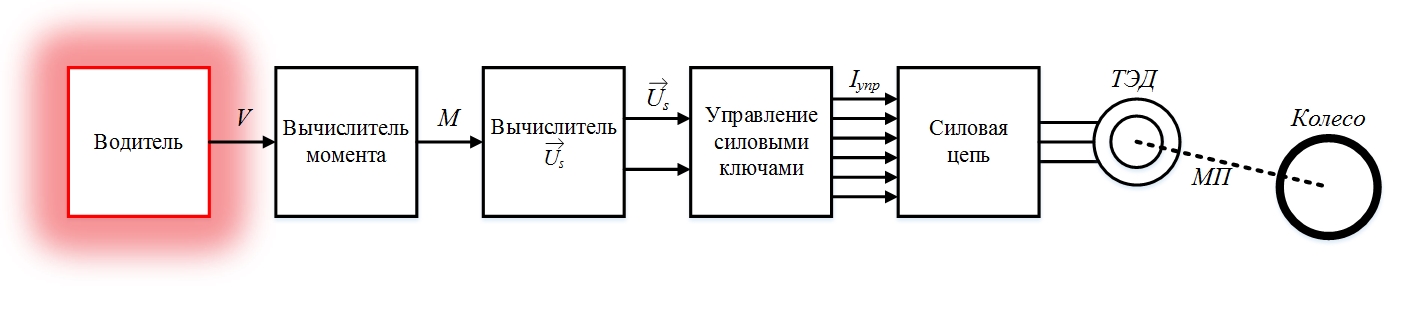 Водитель
V
Вычислитель
момента
M
Вычислитель
U⃗s
U⃗s
Управление
силовыми
ключами
Iупр
Силовая
цепь
ТЭД
МП
Колесо